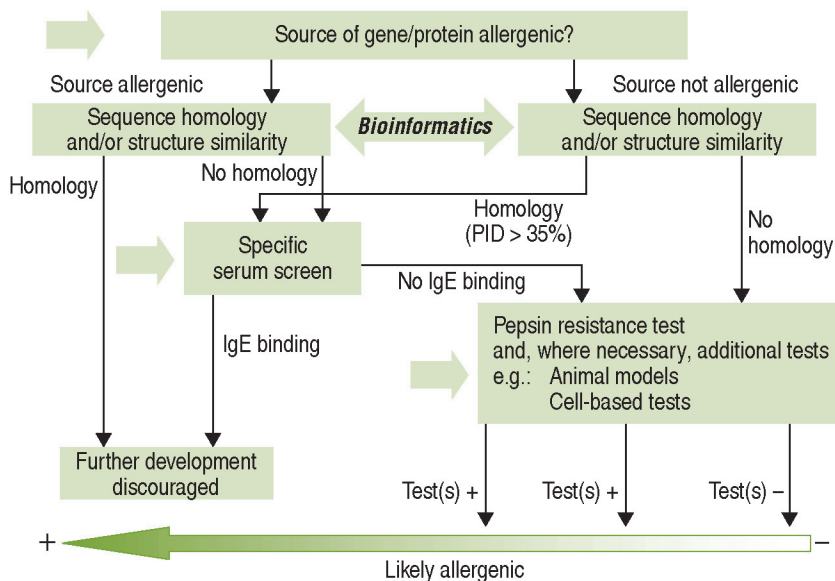 Source of gene/protein allergenic?
Source allergenic
Source not allergenic
Sequence homology
and/or structure similarity
Bioinformatics
Sequence homology
and/or structure similarity
Homology
No homology
Homology
(PID > 35%)
No
homology
Specific
serum screen
No IgE binding
IgE binding
Pepsin resistance test
and, where necessary, additional tests
e.g.: Animal models
Cell-based tests
Further development
discouraged
Test(s) +
Test(s) +
Test(s) −
+
−
Likely allergenic